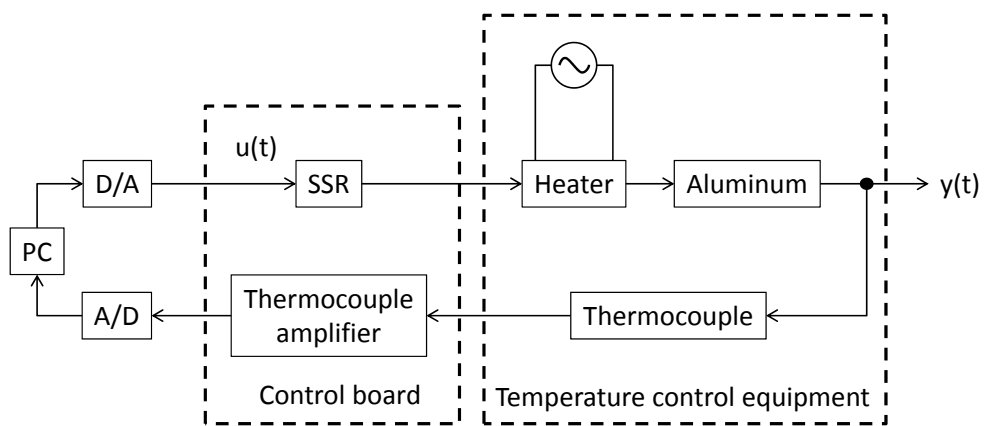 u(t)
D/A
SSR
Heater
Aluminum
y(t)
PC
A/D
Thermocouple
amplifier
Thermocouple
Control board
Temperature control equipment